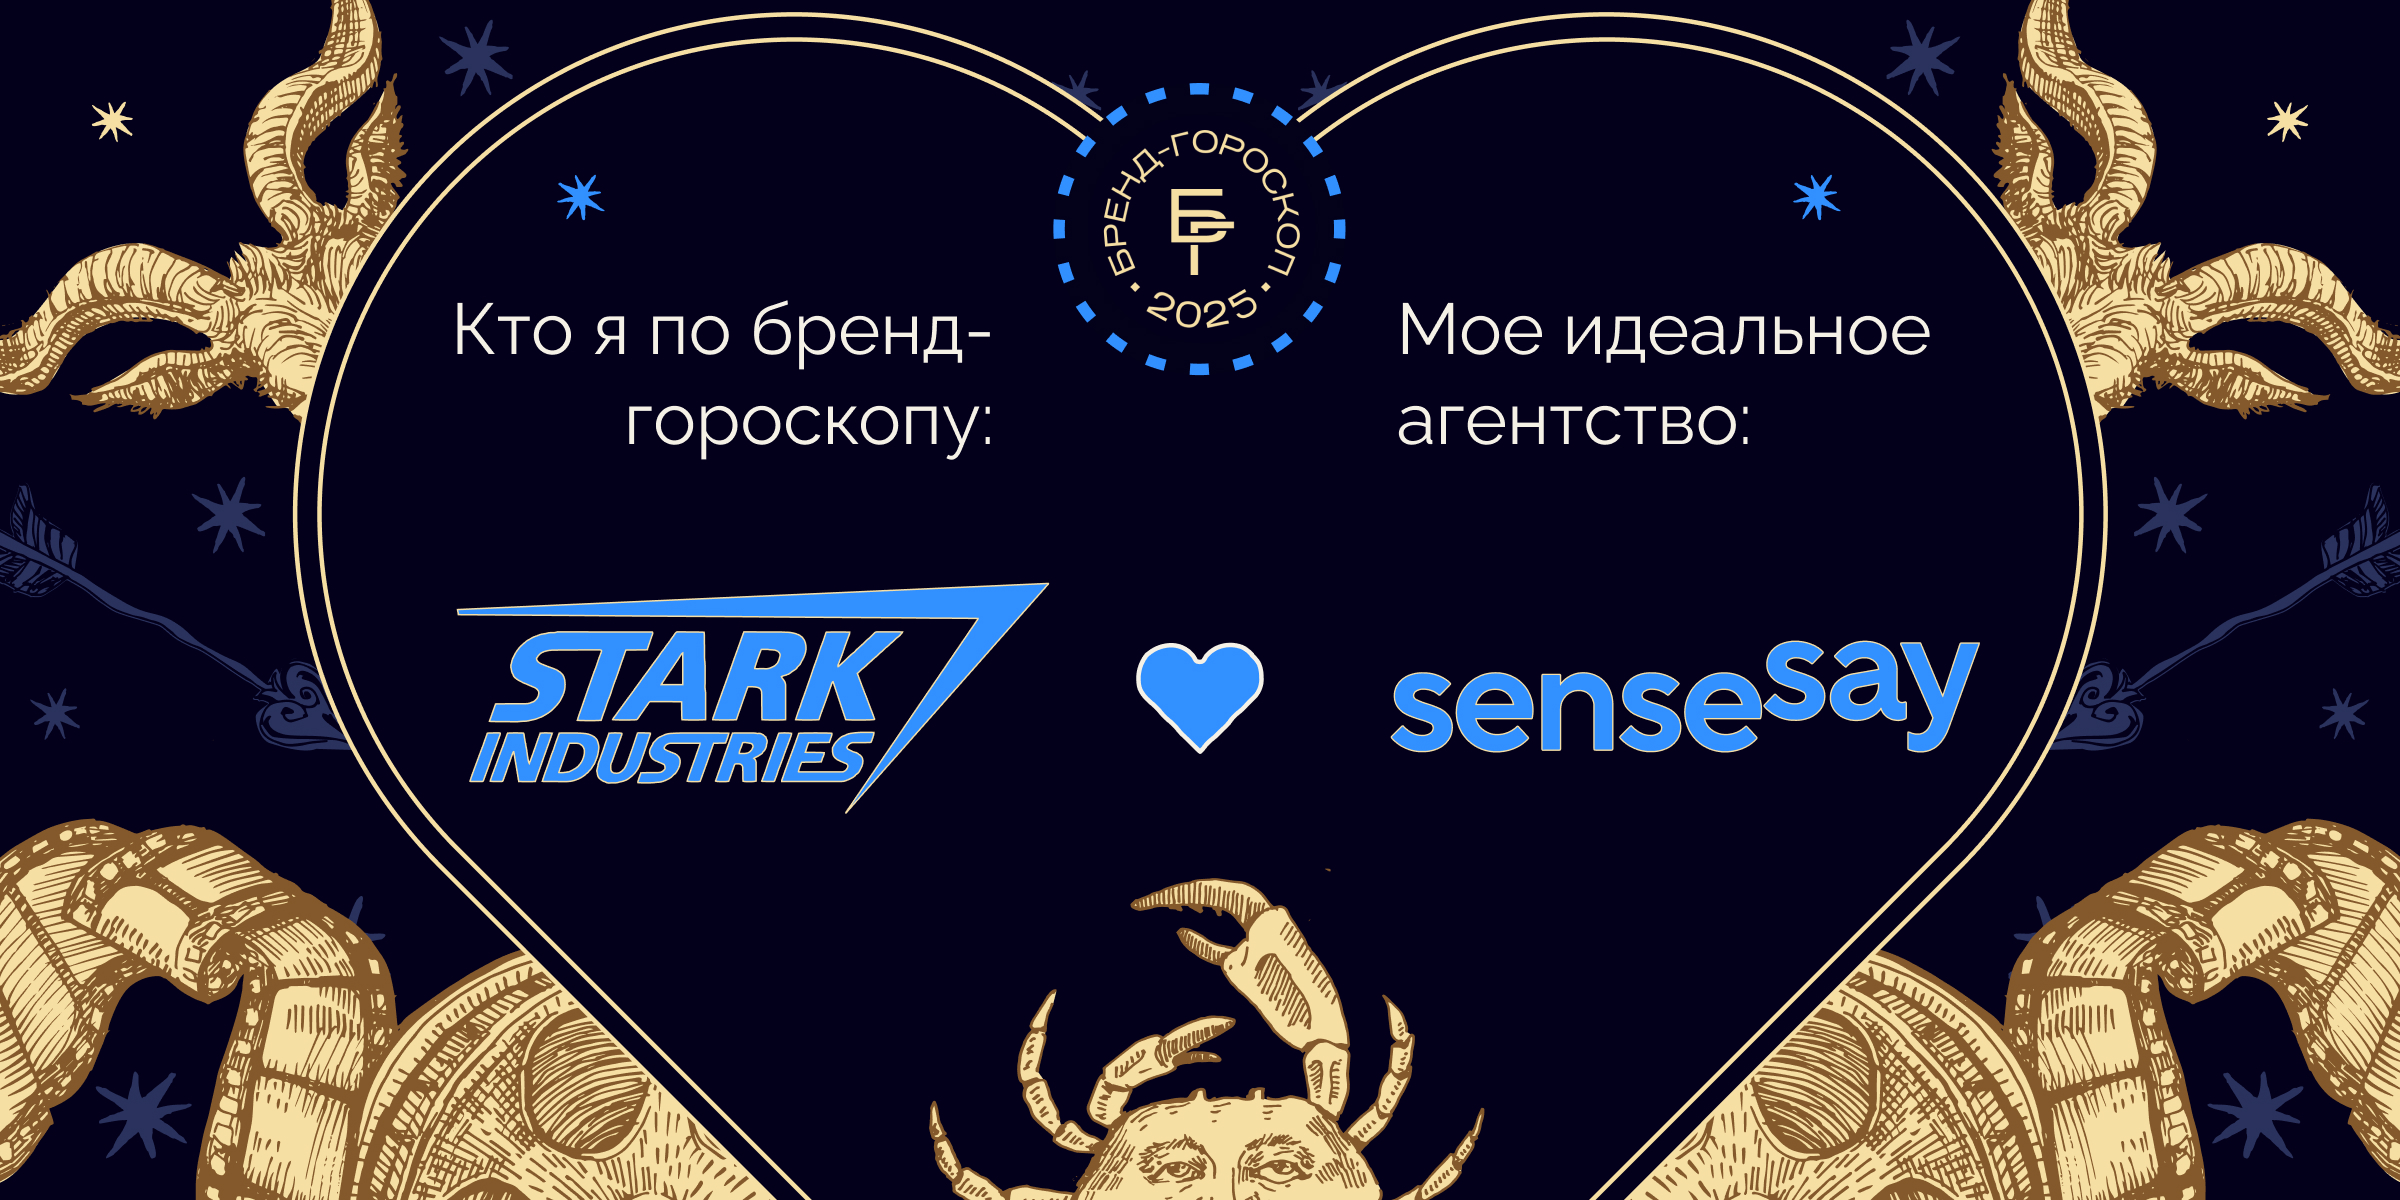 БРЕНД-ГОРОСКОП
БГ
• 2025 •
Кто я по бренд-
гороскопу:
Мое идеальное
агентство:
STARK
INDUSTRIES
sensesay